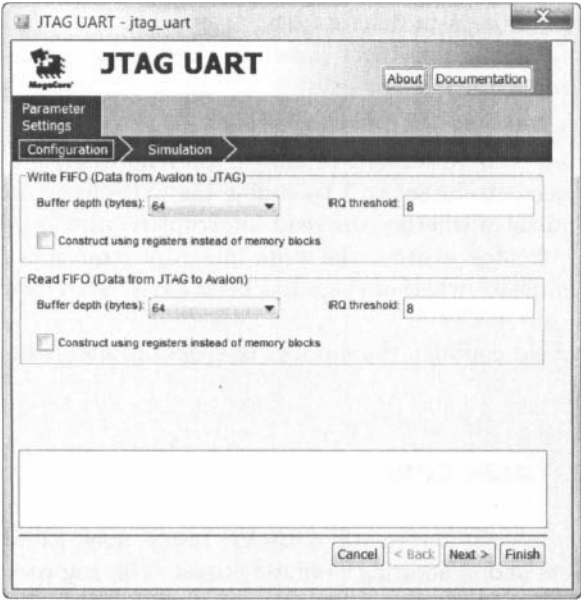 JTAG UART - jtag_uart
X
MegaCore'
JTAG UART
About Documentation
Parameter
Settings
Configuration Simulation
Write FIFO (Data from Avalon to JTAG)
Buffer depth (bytes): 64 IRQ threshold: 8
Construct using registers instead of memory blocks
Read FIFO (Data from JTAG to Avalon)
Buffer depth (bytes): 64 IRQ threshold: 8
Construct using registers instead of memory blocks
Cancel < Back Next > Finish